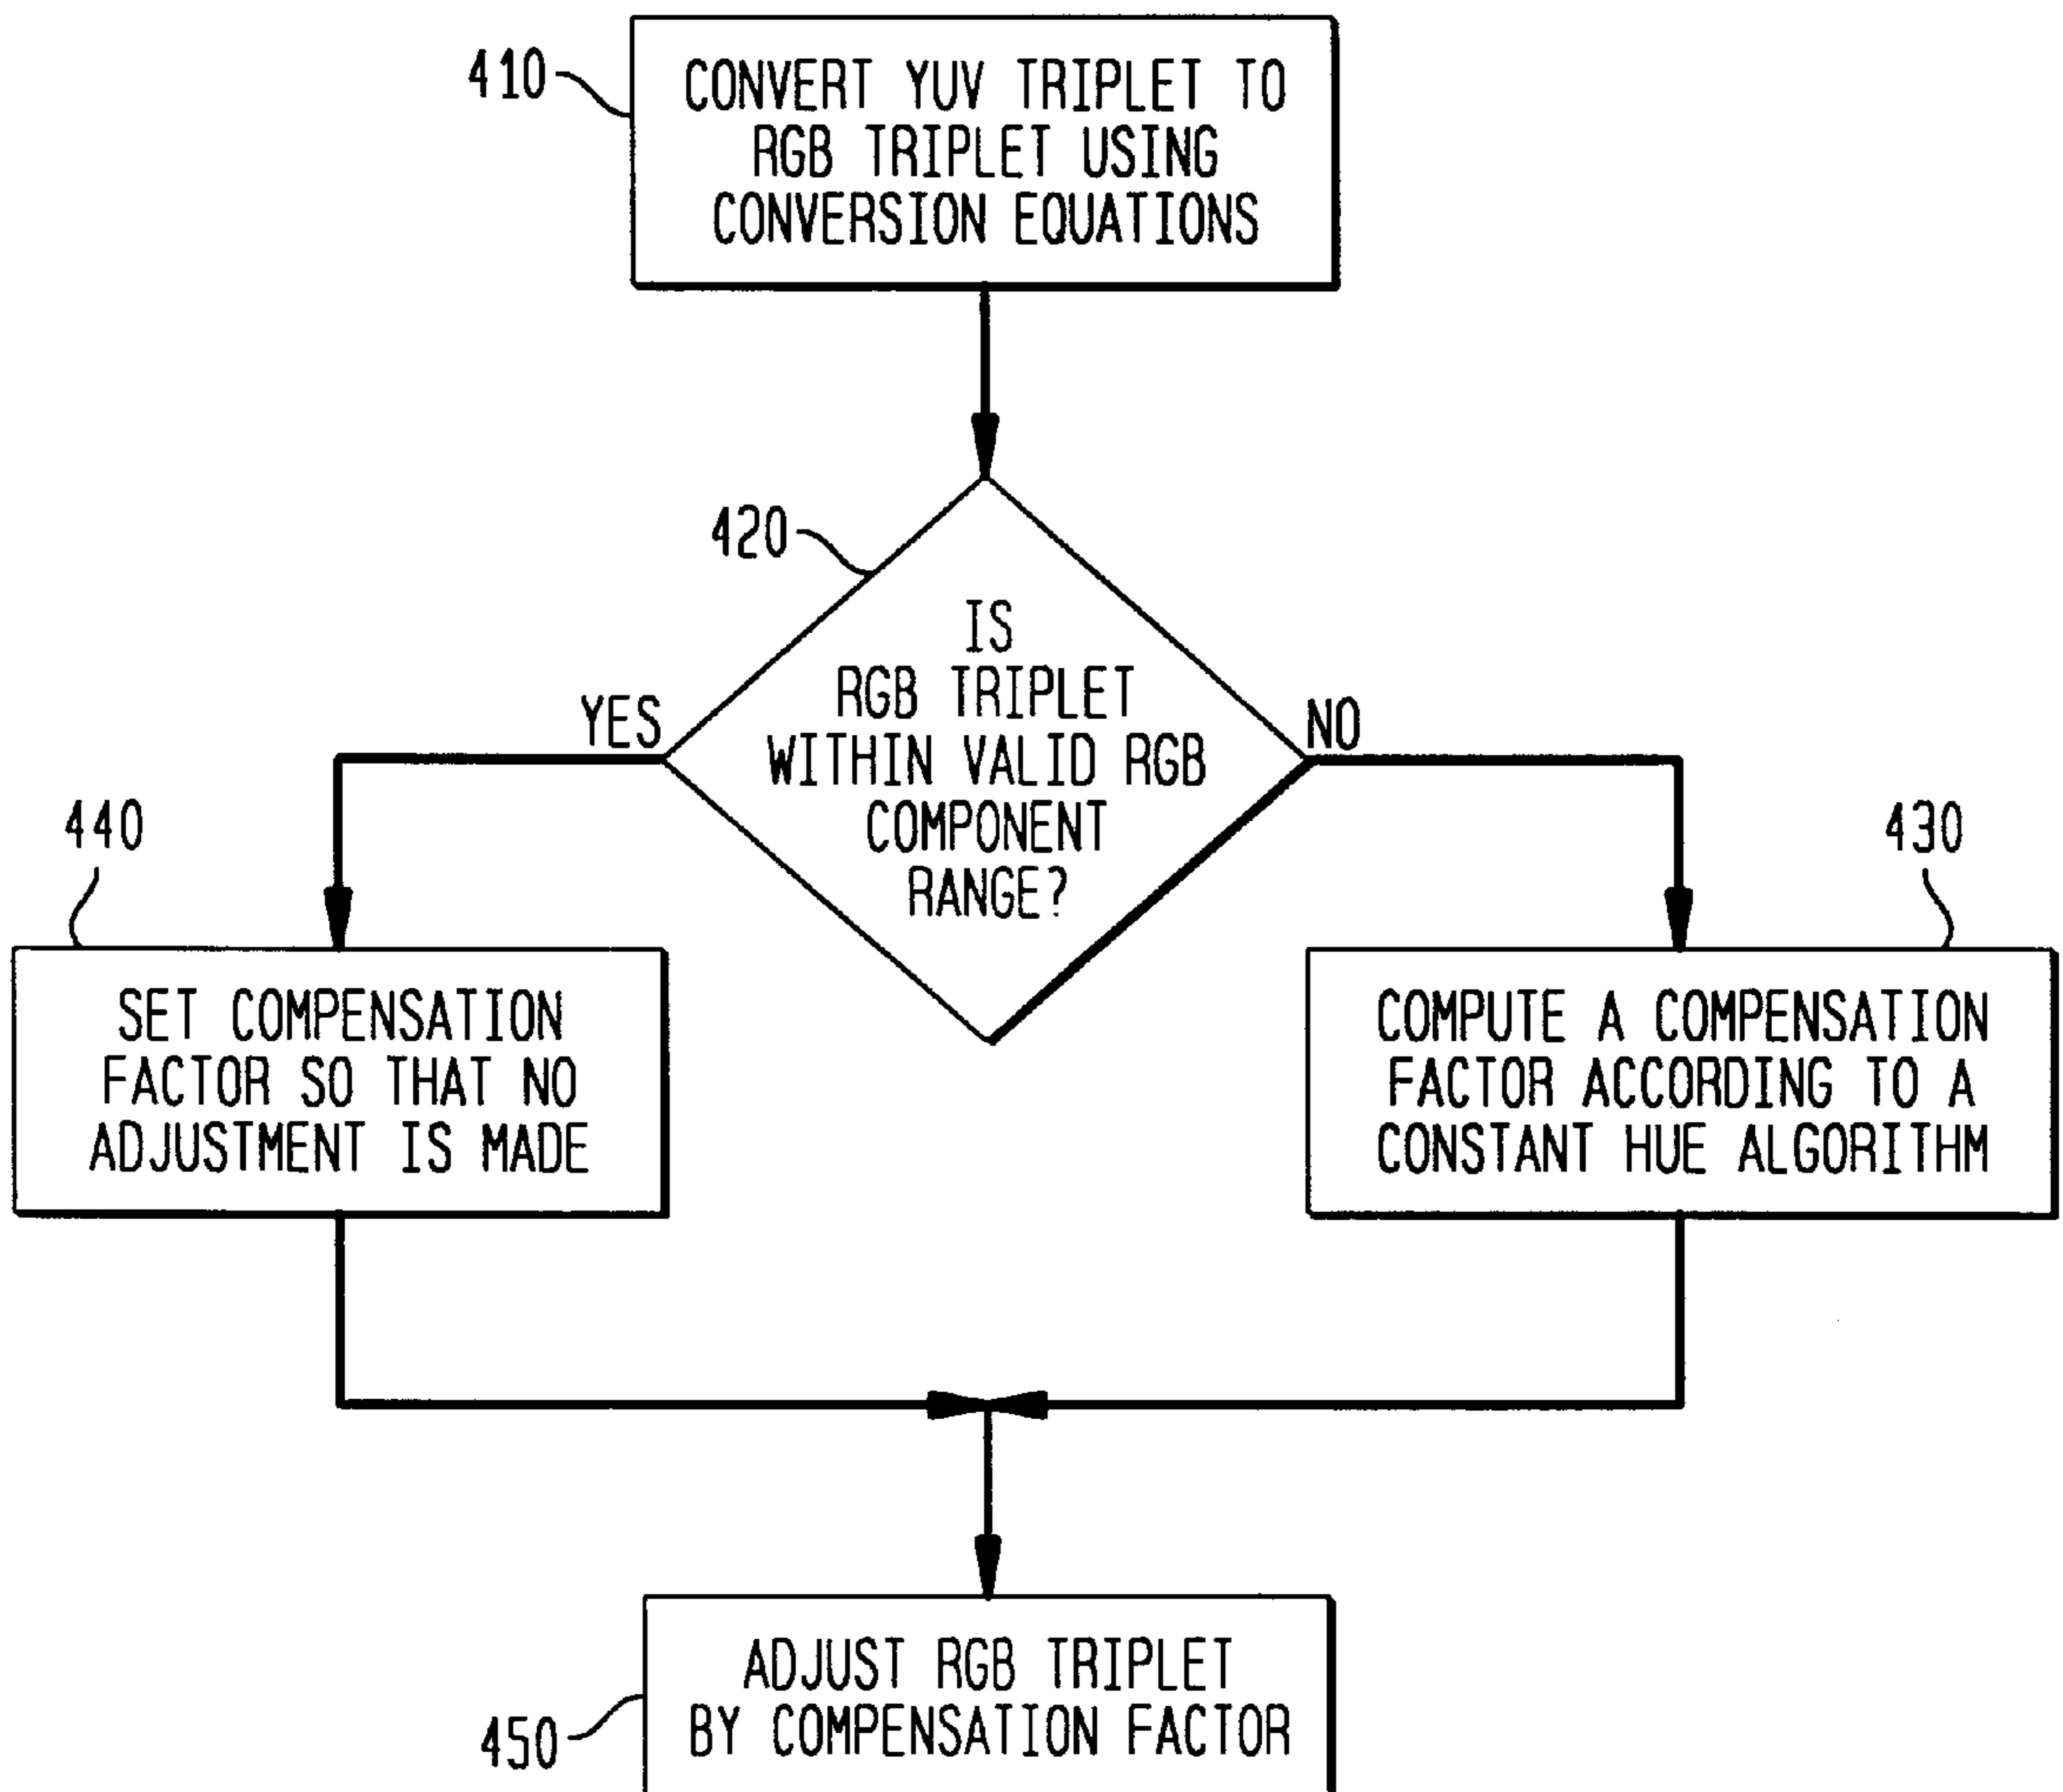 410
CONVERT YUV TRIPLET TO
RGB TRIPLET USING
CONVERSION EQUATIONS
420
IS
RGB TRIPLET
WITHIN VALID RGB
COMPONENT
RANGE?
YES
NO
440
SET COMPENSATION
FACTOR SO THAT NO
ADJUSTMENT IS MADE
430
COMPUTE A COMPENSATION
FACTOR ACCORDING TO A
CONSTANT HUE ALGORITHM
450
ADJUST RGB TRIPLET
BY COMPENSATION FACTOR